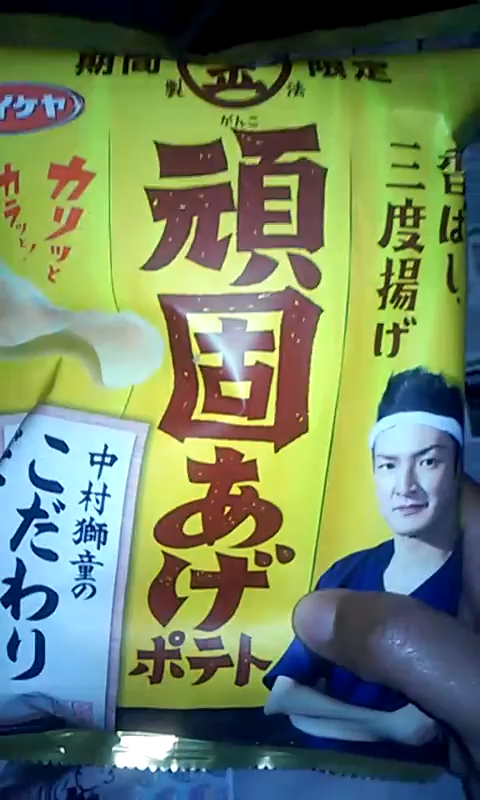 期間 金 限定
製 法
イケヤ
がんこ
頑固あげ
ポテト
カリッと
カラッと!
香ばし
三度揚げ
中村獅童の
こだわり